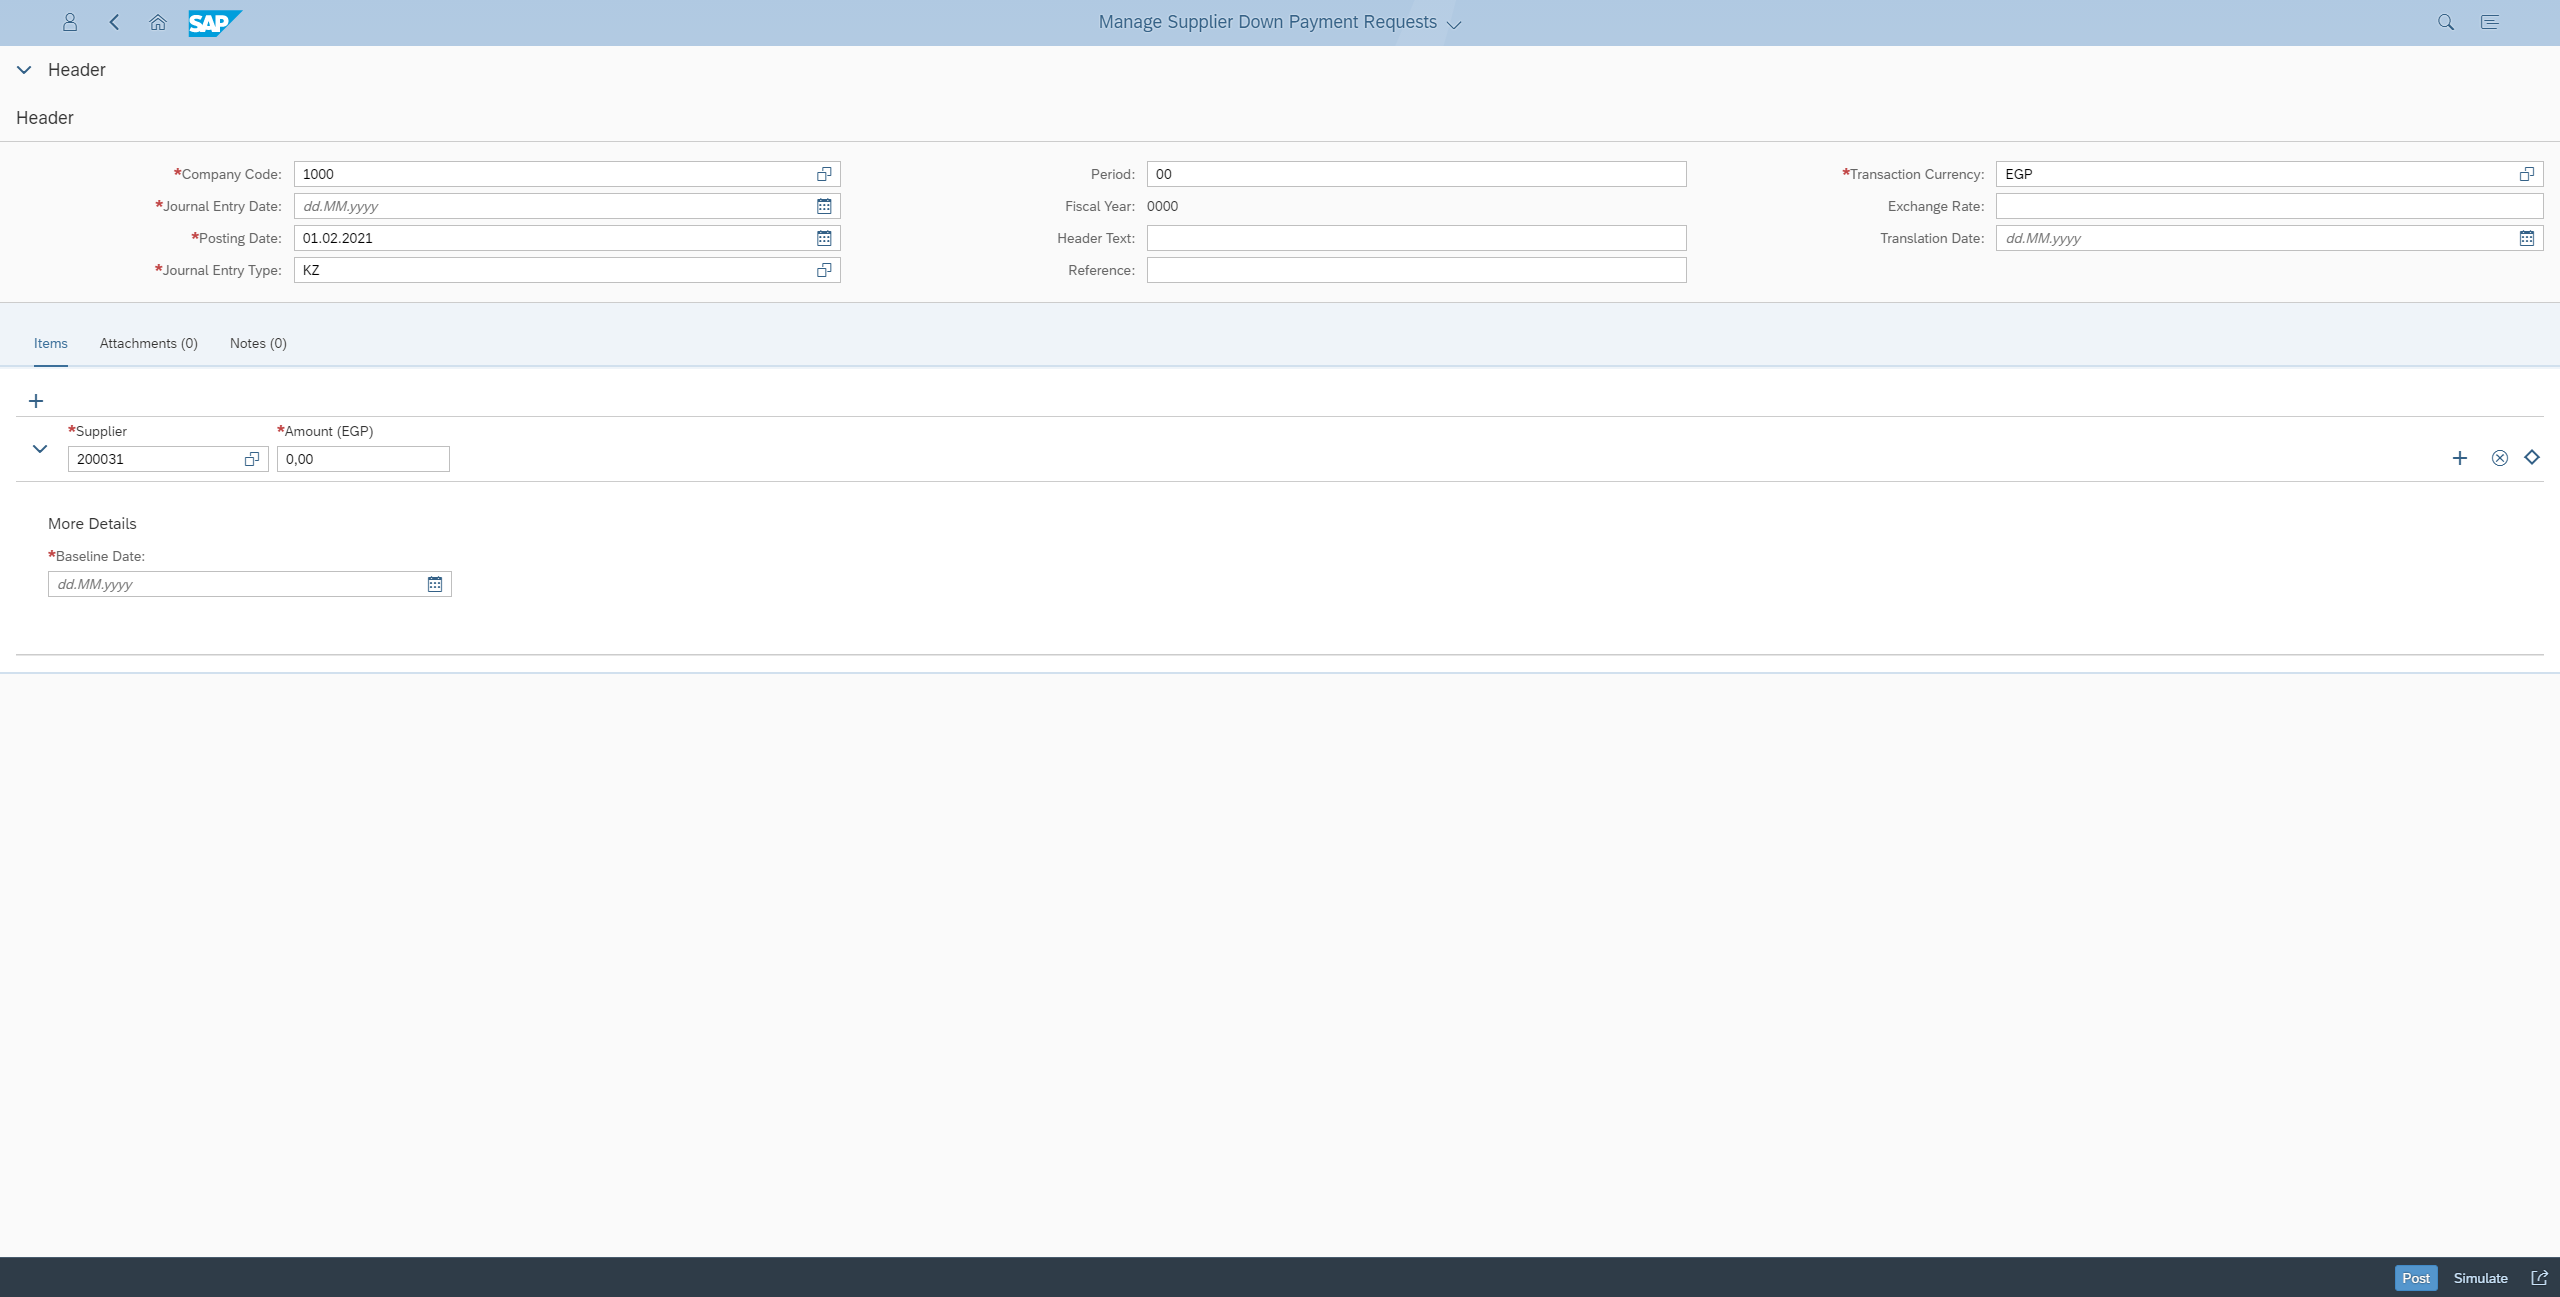 SAP
Manage Supplier Down Payment Requests
Header
Header
*Company Code: 1000
Period: 00
*Transaction Currency: EGP
*Journal Entry Date: dd.MM.yyyy
Fiscal Year: 0000
Exchange Rate:
*Posting Date: 01.02.2021
Header Text:
Translation Date: dd.MM.yyyy
*Journal Entry Type: KZ
Reference:
Items Attachments (0) Notes (0)
*Supplier *Amount (EGP)
200031 0,00
More Details
*Baseline Date:
dd.MM.yyyy
Post Simulate